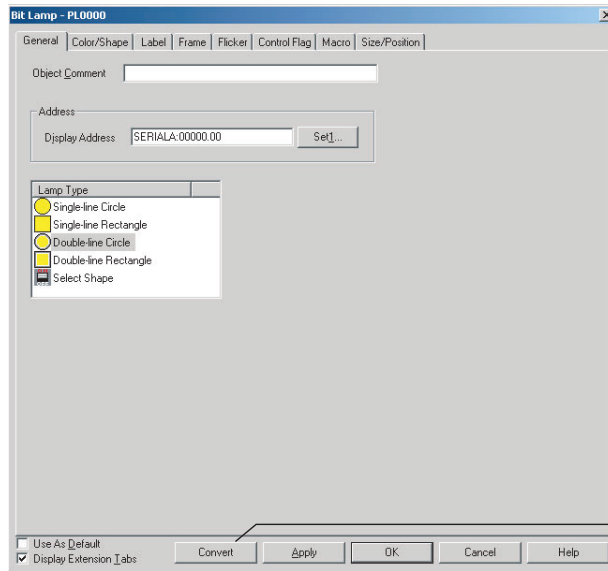 Bit Lamp - PL0000
General Color/Shape Label Frame Flicker Control Flag Macro Size/Position
Object Comment
Address
Display Address SERIALA:00000.00 Set1...
Lamp Type
Single-line Circle
Single-line Rectangle
Double-line Circle
Double-line Rectangle
Select Shape
Use As Default
Display Extension Tabs
Convert Apply OK Cancel Help